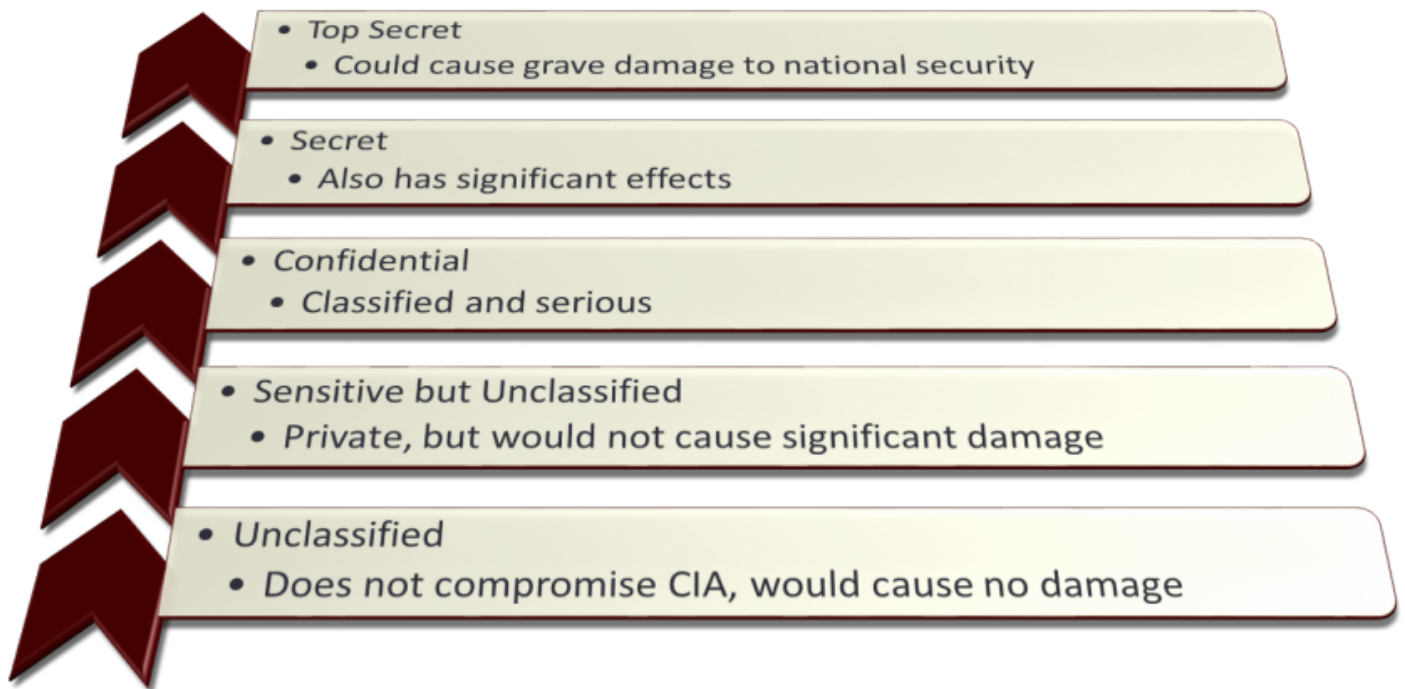 • Top Secret
• Could cause grave damage to national security
• Secret
• Also has significant effects
• Confidential
• Classified and serious
• Sensitive but Unclassified
• Private, but would not cause significant damage
• Unclassified
• Does not compromise CIA, would cause no damage